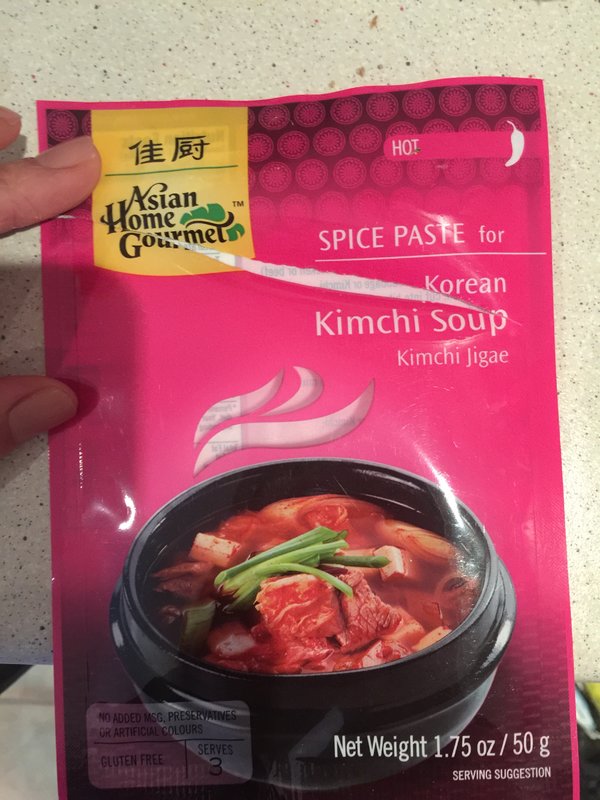 佳厨
Asian
Home
Gourmet™
HOT
SPICE PASTE for
Korean
Kimchi Soup
Kimchi Jigae
NO ADDED MSG, PRESERVATIVES
OR ARTIFICIAL COLOURS
GLUTEN FREE
SERVES
3
Net Weight 1.75 oz / 50 g
SERVING SUGGESTION